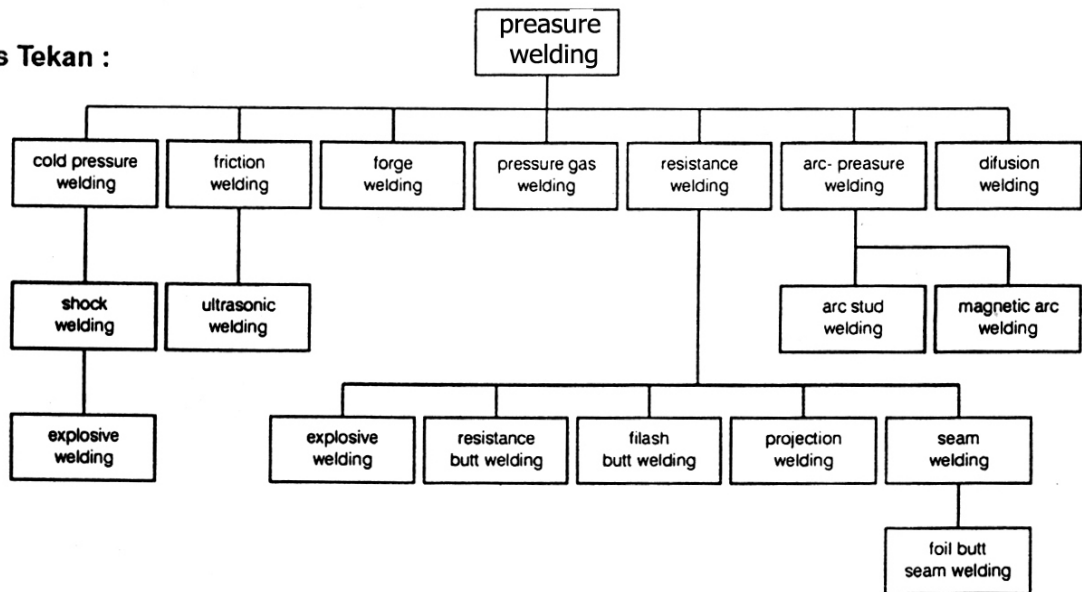 preasure
welding
s Tekan :
cold pressure
welding
friction
welding
forge
welding
pressure gas
welding
resistance
welding
arc- preasure
welding
difusion
welding
shock
welding
ultrasonic
welding
arc stud
welding
magnetic arc
welding
explosive
welding
explosive
welding
resistance
butt welding
filash
butt welding
projection
welding
seam
welding
foil butt
seam welding